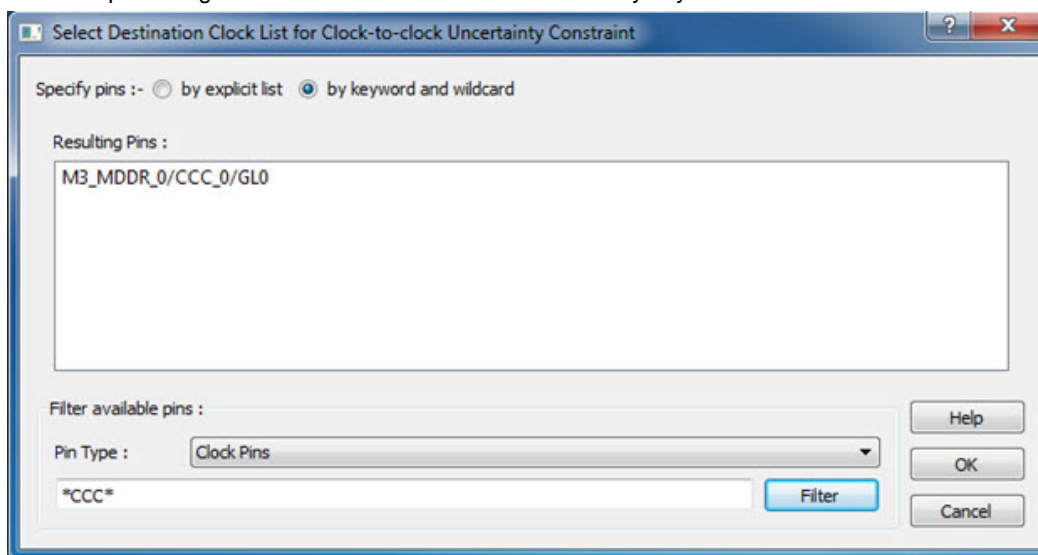 Select Destination Clock List for Clock-to-clock Uncertainty Constraint
Specify pins :- by explicit list by keyword and wildcard
Resulting Pins :
M3_MDDR_0/CCC_0/GL0
Filter available pins :
Help
Pin Type : Clock Pins
OK
*CCC* Filter
Cancel